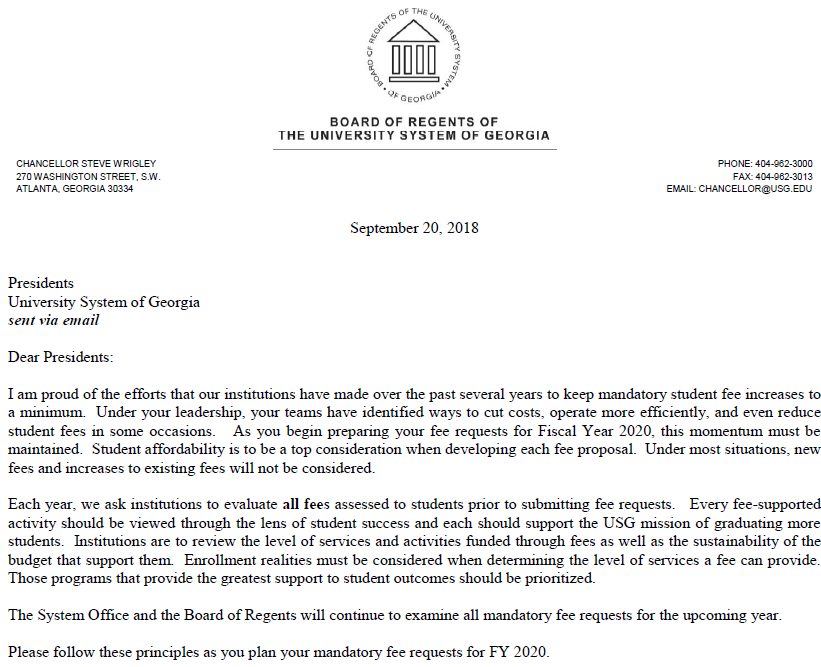 BOARD OF REGENTS OF THE UNIVERSITY SYSTEM
• OF GEORGIA •
BOARD OF REGENTS OF
THE UNIVERSITY SYSTEM OF GEORGIA
CHANCELLOR STEVE WRIGLEY
270 WASHINGTON STREET, S.W.
ATLANTA, GEORGIA 30334
PHONE: 404-962-3000
FAX: 404-962-3013
EMAIL: CHANCELLOR@USG.EDU
September 20, 2018
Presidents
University System of Georgia
sent via email
Dear Presidents:
I am proud of the efforts that our institutions have made over the past several years to keep mandatory student fee increases to
a minimum. Under your leadership, your teams have identified ways to cut costs, operate more efficiently, and even reduce
student fees in some occasions. As you begin preparing your fee requests for Fiscal Year 2020, this momentum must be
maintained. Student affordability is to be a top consideration when developing each fee proposal. Under most situations, new
fees and increases to existing fees will not be considered.
Each year, we ask institutions to evaluate all fees assessed to students prior to submitting fee requests. Every fee-supported
activity should be viewed through the lens of student success and each should support the USG mission of graduating more
students. Institutions are to review the level of services and activities funded through fees as well as the sustainability of the
budget that support them. Enrollment realities must be considered when determining the level of services a fee can provide.
Those programs that provide the greatest support to student outcomes should be prioritized.
The System Office and the Board of Regents will continue to examine all mandatory fee requests for the upcoming year.
Please follow these principles as you plan your mandatory fee requests for FY 2020.